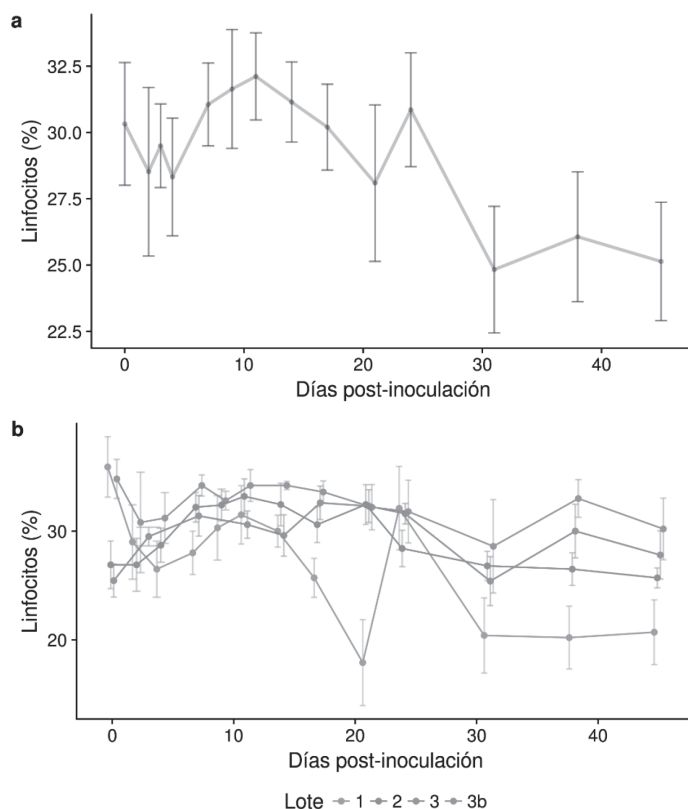 a
Linfocitos (%)
32.5
30.0
27.5
25.0
22.5
0 10 20 30 40
Días post-inoculación
b
Linfocitos (%)
30
20
0 10 20 30 40
Días post-inoculación
Lote 1 2 3 3b